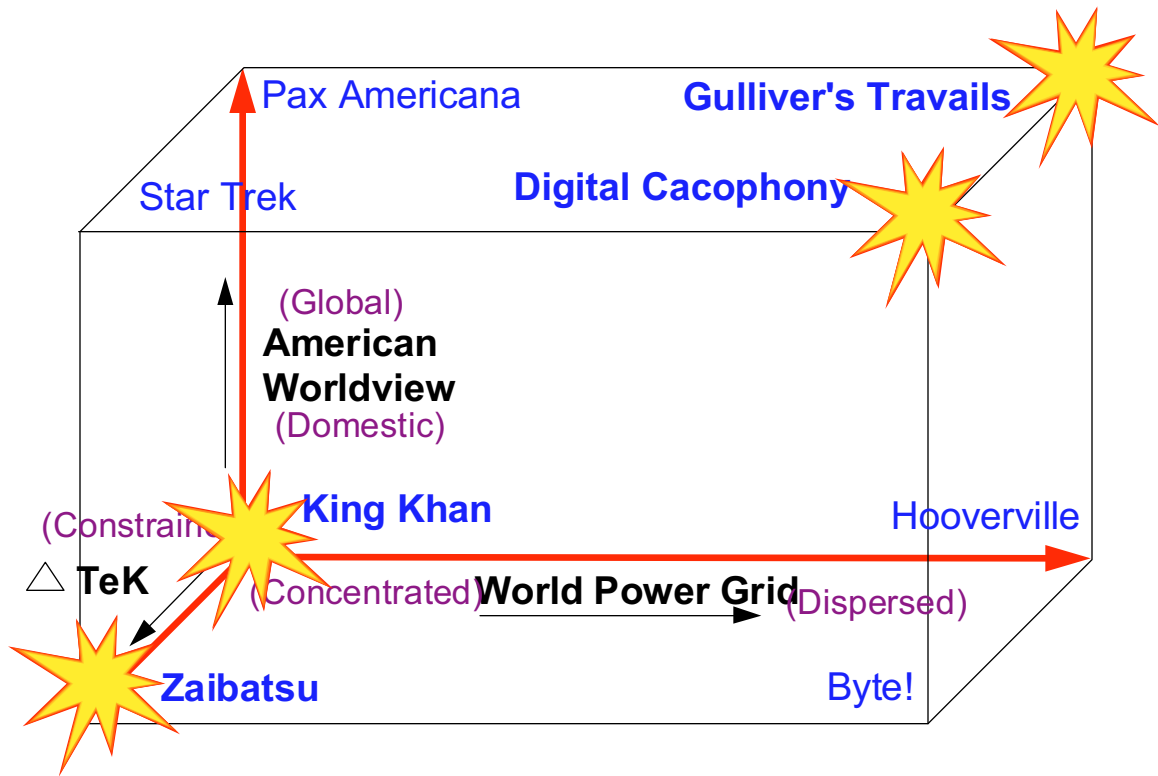 Pax Americana
Gulliver's Travails
Star Trek
Digital Cacophony
(Global)
American
Worldview
(Domestic)
King Khan
Hooverville
△ TeK
(Concentrated)
World Power Grid
(Dispersed)
Zaibatsu
Byte!